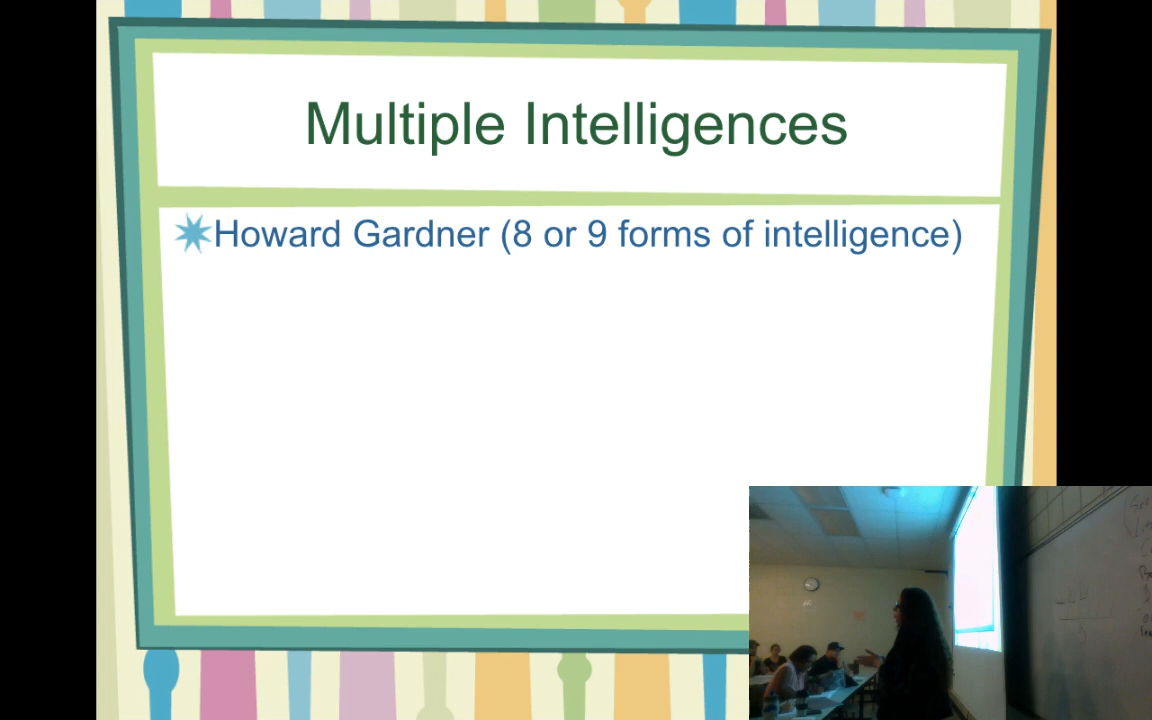 Multiple Intelligences
Howard Gardner (8 or 9 forms of intelligence)